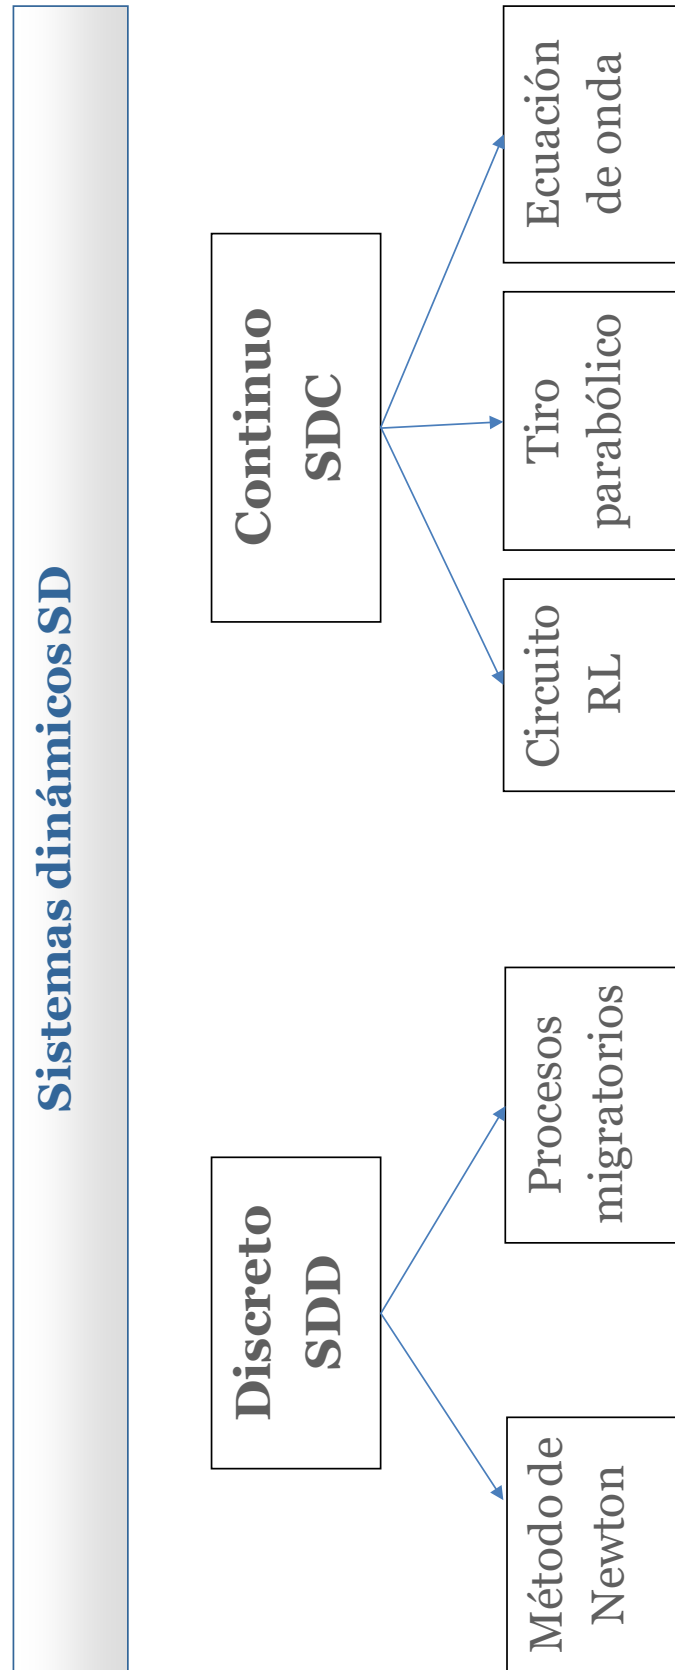 Sistemas dinámicos SD
Discreto
SDD
Continuo
SDC
Método de
Newton
Procesos
migratorios
Circuito
RL
Tiro
parabólico
Ecuación
de onda